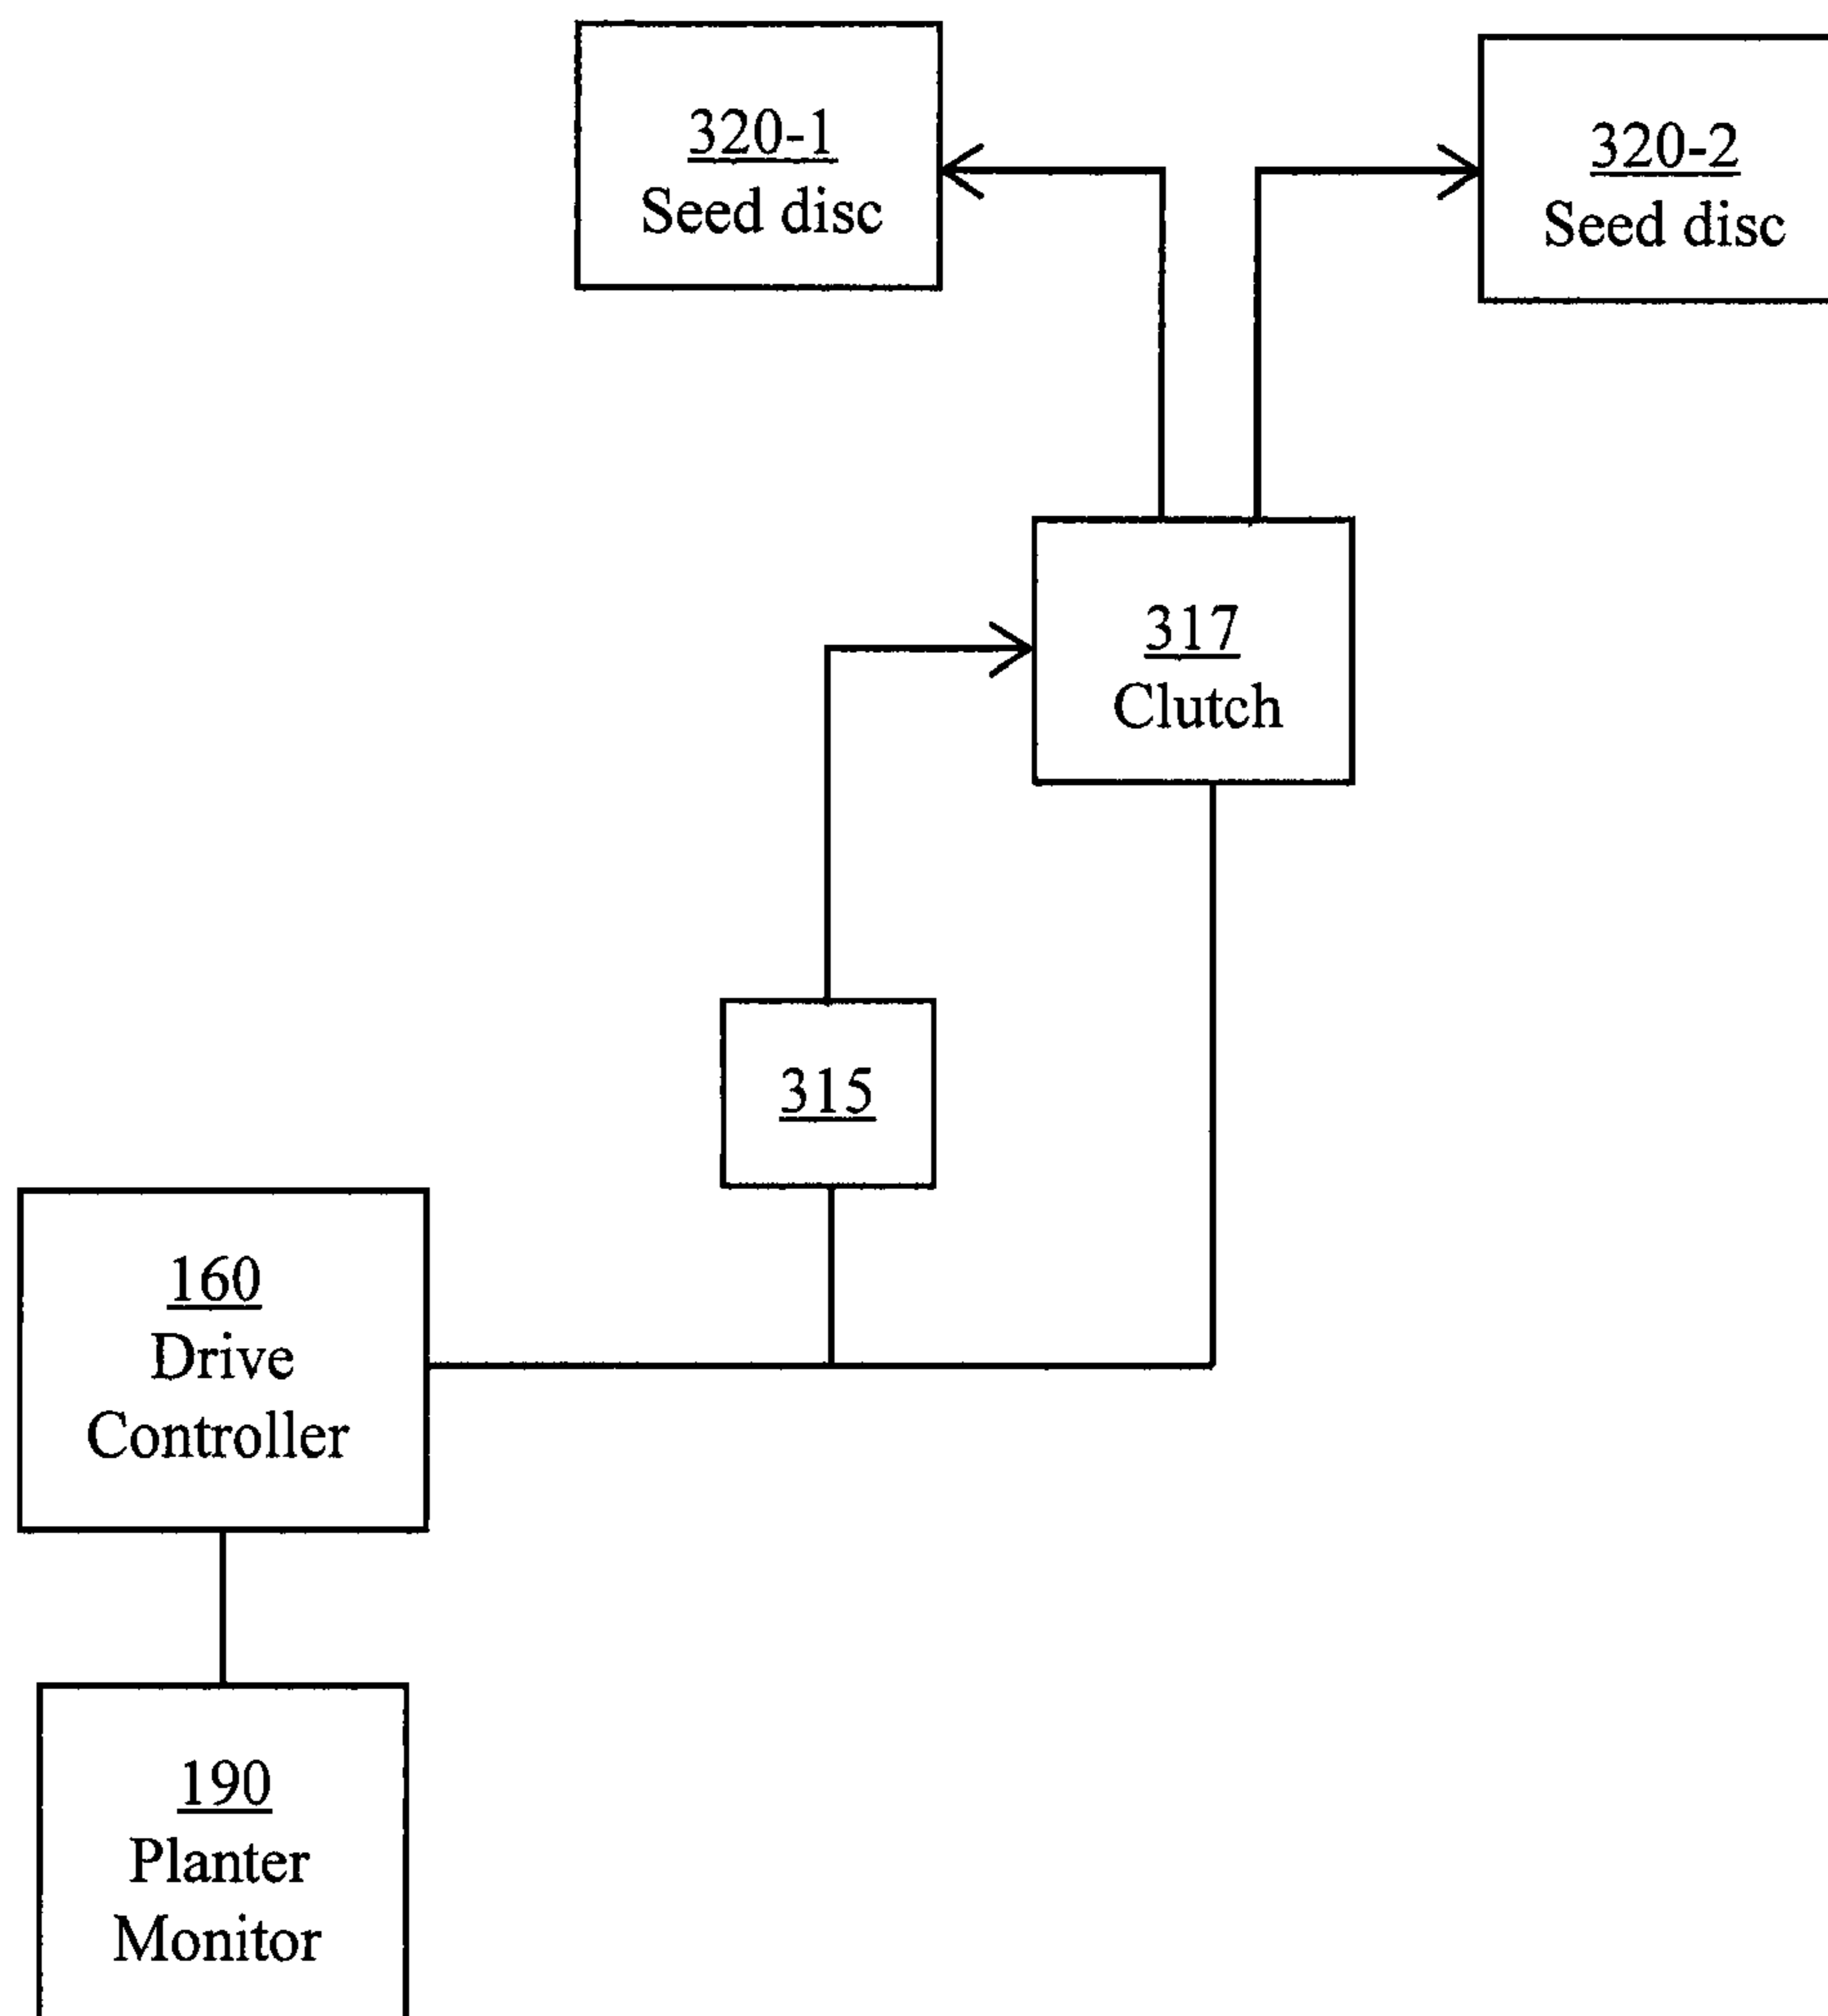 320-1
Seed disc
320-2
Seed disc
317
Clutch
315
160
Drive
Controller
190
Planter
Monitor